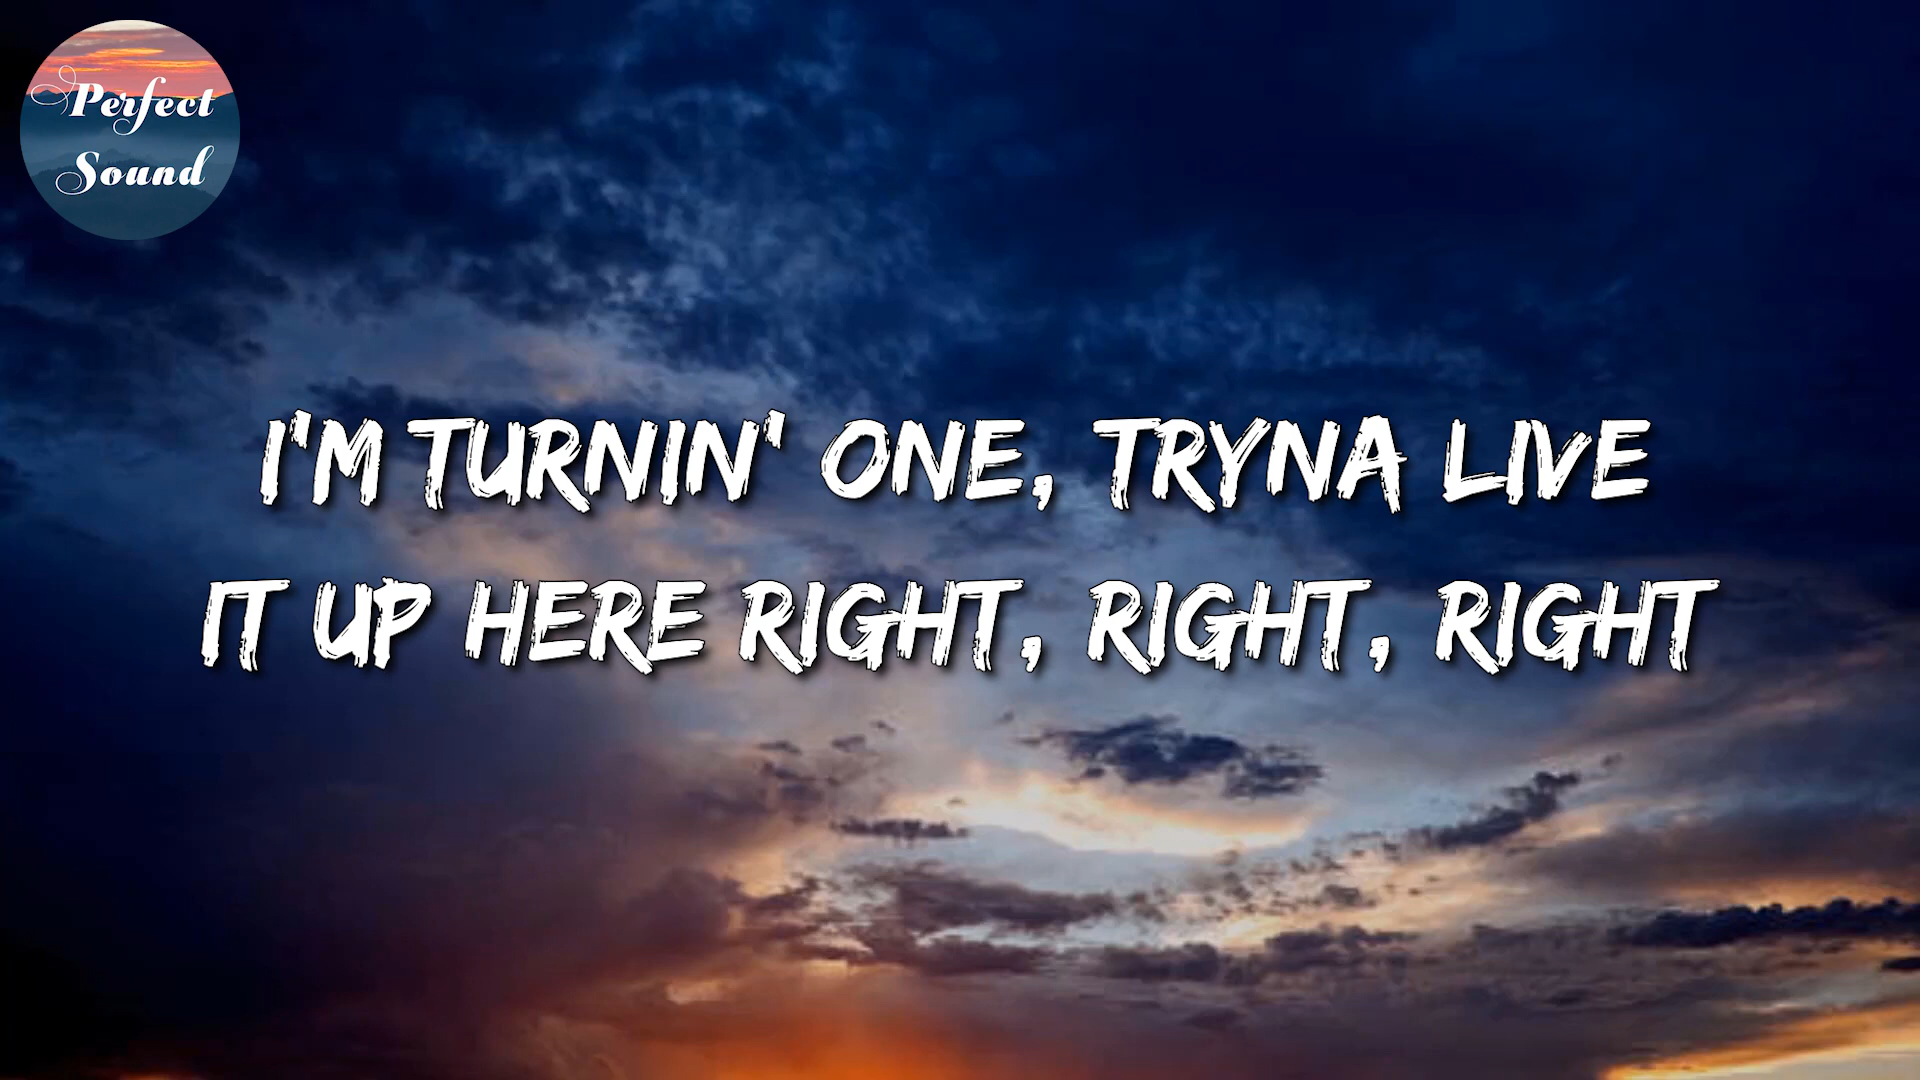 Perfect
Sound
I'M TURNIN' ONE, TRYNA LIVE
IT UP HERE RIGHT, RIGHT, RIGHT